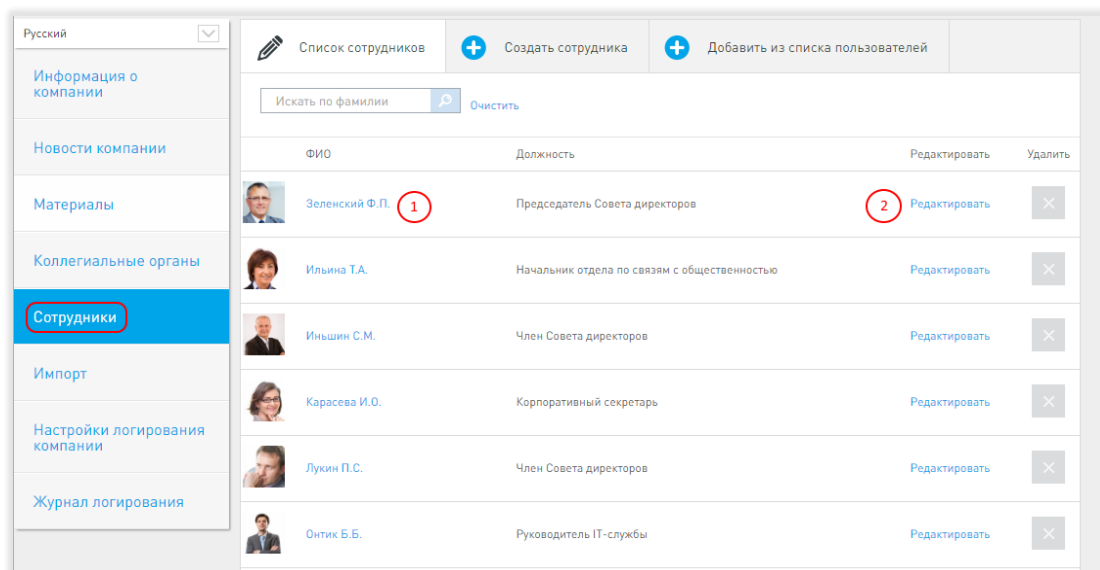 Русский
Информация о
компании
Новости компании
Материалы
Коллегиальные органы
Сотрудники
Импорт
Настройки логирования
компании
Журнал логирования
Список сотрудников Создать сотрудника Добавить из списка пользователей
Искать по фамилии Очистить
ФИО Должность Редактировать Удалить
Зеленский Ф.П. 1 Председатель Совета директоров 2 Редактировать
Ильина Т.А. Начальник отдела по связям с общественностью Редактировать
Иньшин С.М. Член Совета директоров Редактировать
Карасева И.О. Корпоративный секретарь Редактировать
Лукин П.С. Член Совета директоров Редактировать
Онтик Б.Б. Руководитель IT-службы Редактировать